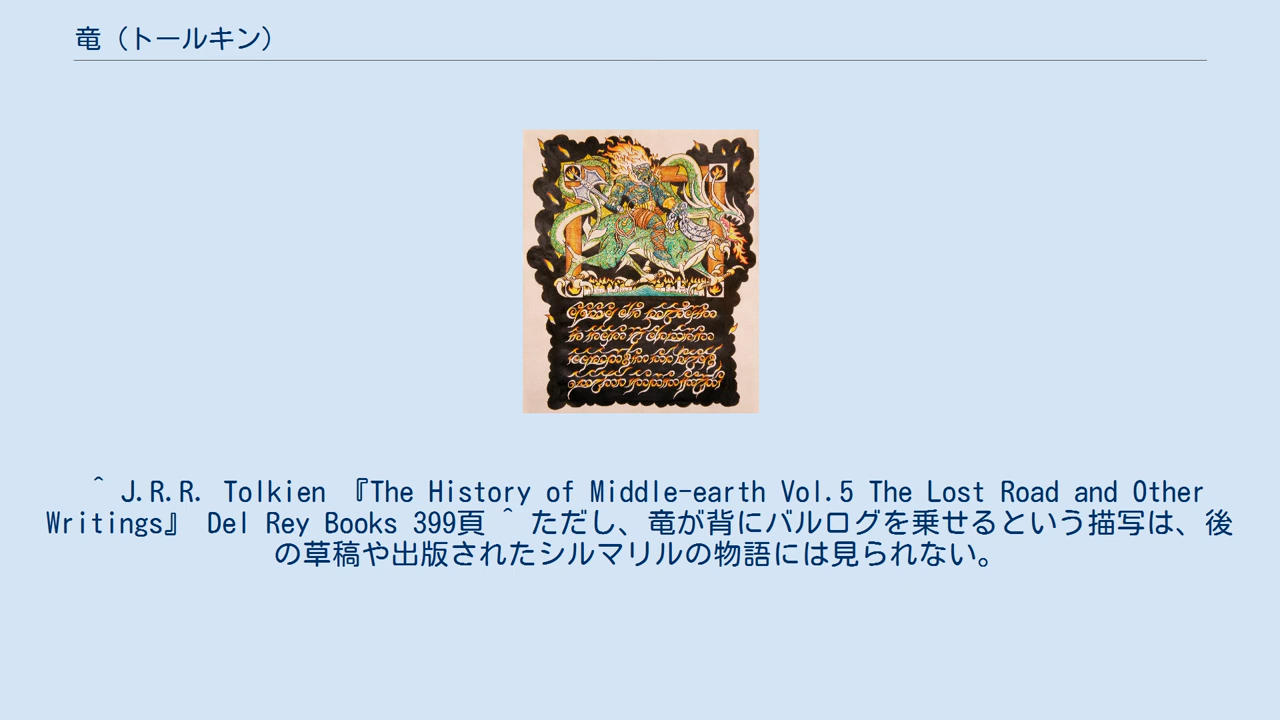 竜（トールキン）
^ J.R.R. Tolkien 『The History of Middle-earth Vol.5 The Lost Road and Other
Writings』 Del Rey Books 399頁 ^ ただし、竜が背にバルログを乗せるという描写は、後
の草稿や出版されたシルマリルの物語には見られない。